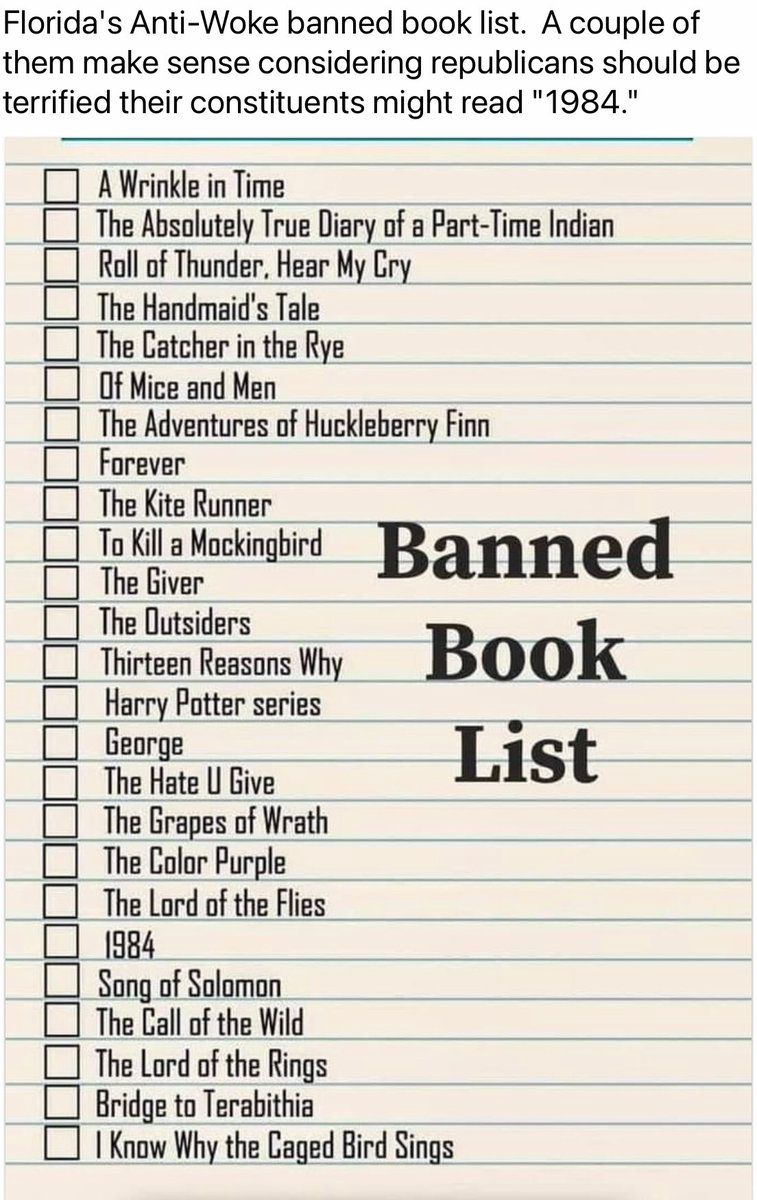 Florida's Anti-Woke banned book list.  A couple of
them make sense considering republicans should be
terrified their constituents might read "1984."
A Wrinkle in Time
The Absolutely True Diary of a Part-Time Indian
Roll of Thunder, Hear My Cry
The Handmaid's Tale
The Catcher in the Rye
Of Mice and Men
The Adventures of Huckleberry Finn
Forever
The Kite Runner
To Kill a Mockingbird
The Giver
The Outsiders
Thirteen Reasons Why
Harry Potter series
George
The Hate U Give
The Grapes of Wrath
The Color Purple
The Lord of the Flies
1984
Song of Solomon
The Call of the Wild
The Lord of the Rings
Bridge to Terabithia
I Know Why the Caged Bird Sings
Banned
Book
List